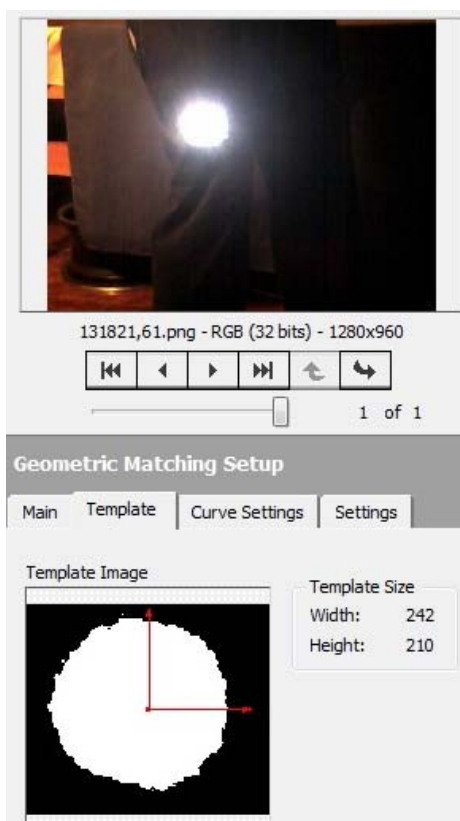 131821,61.png - RGB (32 bits) - 1280x960
1 of 1
Geometric Matching Setup
Main Template Curve Settings Settings
Template Image
Template Size
Width: 242
Height: 210